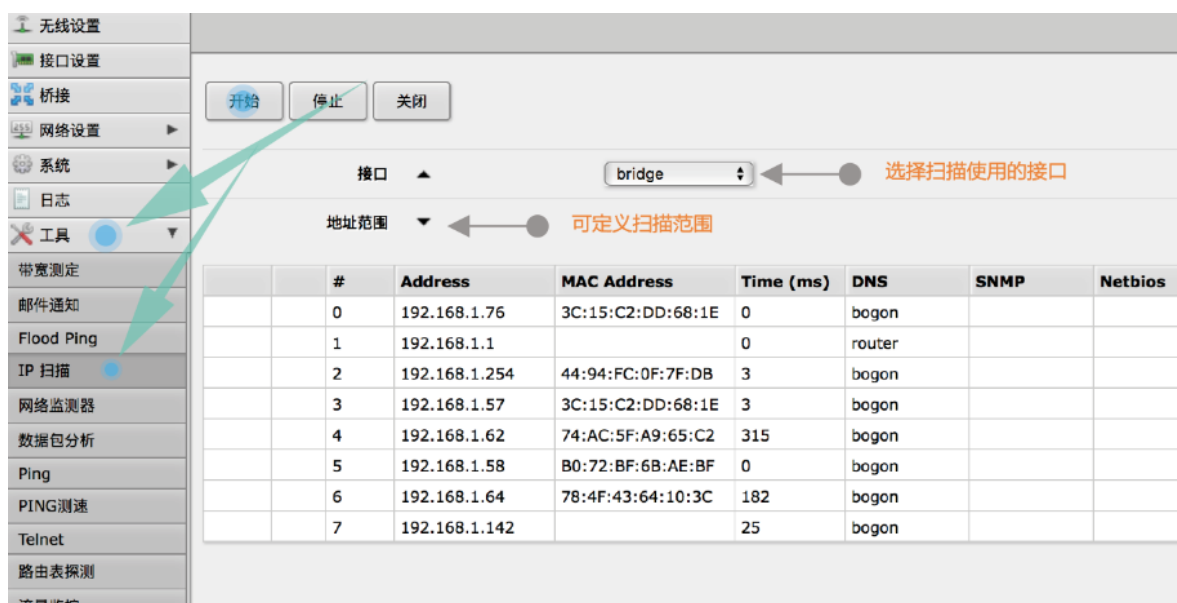 无线设置
接口设置
桥接
网络设置
系统
日志
工具
带宽测定
邮件通知
Flood Ping
IP 扫描
网络监测器
数据包分析
Ping
PING测速
Telnet
路由表探测
开始 停止 关闭
接口 bridge 选择扫描使用的接口
地址范围 可定义扫描范围
# Address MAC Address Time (ms) DNS SNMP Netbios
0 192.168.1.76 3C:15:C2:DD:68:1E 0 bogon
1 192.168.1.1 0 router
2 192.168.1.254 44:94:FC:0F:7F:DB 3 bogon
3 192.168.1.57 3C:15:C2:DD:68:1E 3 bogon
4 192.168.1.62 74:AC:5F:A9:65:C2 315 bogon
5 192.168.1.58 B0:72:BF:6B:AE:BF 0 bogon
6 192.168.1.64 78:4F:43:64:10:3C 182 bogon
7 192.168.1.142 25 bogon